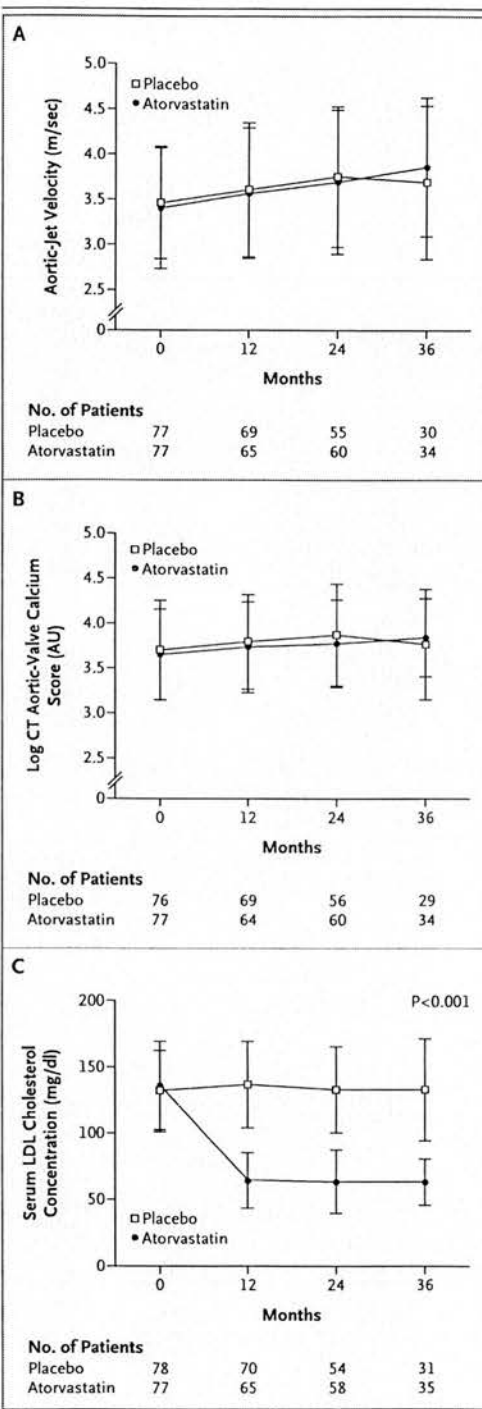 A
Aortic-Jet Velocity (m/sec)
5.0
4.5
4.0
3.5
3.0
2.5
0
Placebo
Atorvastatin
0 12 24 36
Months
No. of Patients
Placebo 77 69 55 30
Atorvastatin 77 65 60 34
B
Log CT Aortic-Valve Calcium
Score (AU)
5.0
4.5
4.0
3.5
3.0
2.5
0
Placebo
Atorvastatin
0 12 24 36
Months
No. of Patients
Placebo 76 69 56 29
Atorvastatin 77 64 60 34
C
Serum LDL Cholesterol
Concentration (mg/dl)
200
150
100
50
0
P<0.001
Placebo
Atorvastatin
0 12 24 36
Months
No. of Patients
Placebo 78 70 54 31
Atorvastatin 77 65 58 35